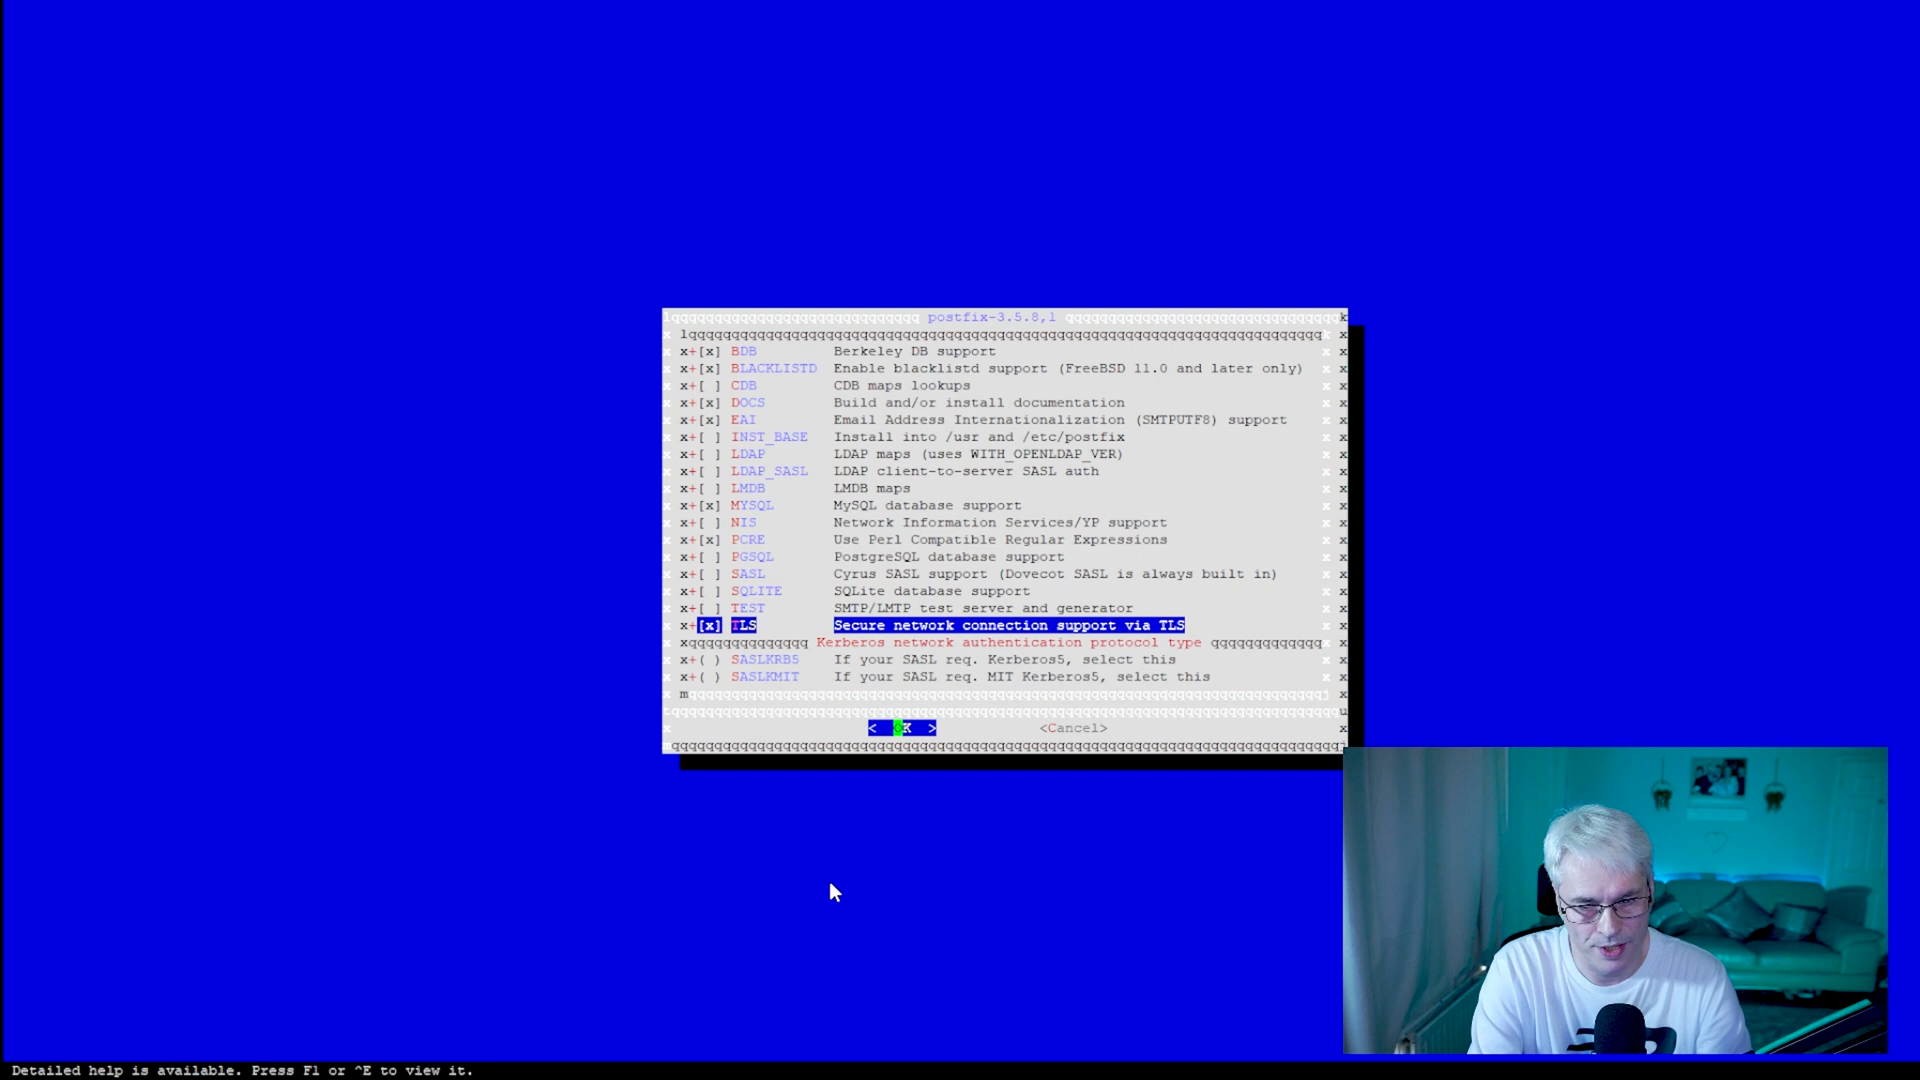 postfix-3.5.8,1
x+[x] BDB Berkeley DB support
x+[x] BLACKLISTD Enable blacklistd support (FreeBSD 11.0 and later only)
x+[ ] CDB CDB maps lookups
x+[x] DOCS Build and/or install documentation
x+[x] EAI Email Address Internationalization (SMTPUTF8) support
x+[ ] INST_BASE Install into /usr and /etc/postfix
x+[ ] LDAP LDAP maps (uses WITH_OPENLDAP_VER)
x+[ ] LDAP_SASL LDAP client-to-server SASL auth
x+[ ] LMDB LMDB maps
x+[x] MYSQL MySQL database support
x+[ ] NIS Network Information Services/YP support
x+[x] PCRE Use Perl Compatible Regular Expressions
x+[ ] PGSQL PostgreSQL database support
x+[ ] SASL Cyrus SASL support (Dovecot SASL is always built in)
x+[ ] SQLITE SQLite database support
x+[ ] TEST SMTP/LMTP test server and generator
x+[x] TLS Secure network connection support via TLS
Kerberos network authentication protocol type
x+( ) SASLKRB5 If your SASL req. Kerberos5, select this
x+( ) SASLKMIT If your SASL req. MIT Kerberos5, select this
< OK > <Cancel>
Detailed help is available. Press F1 or ^E to view it.